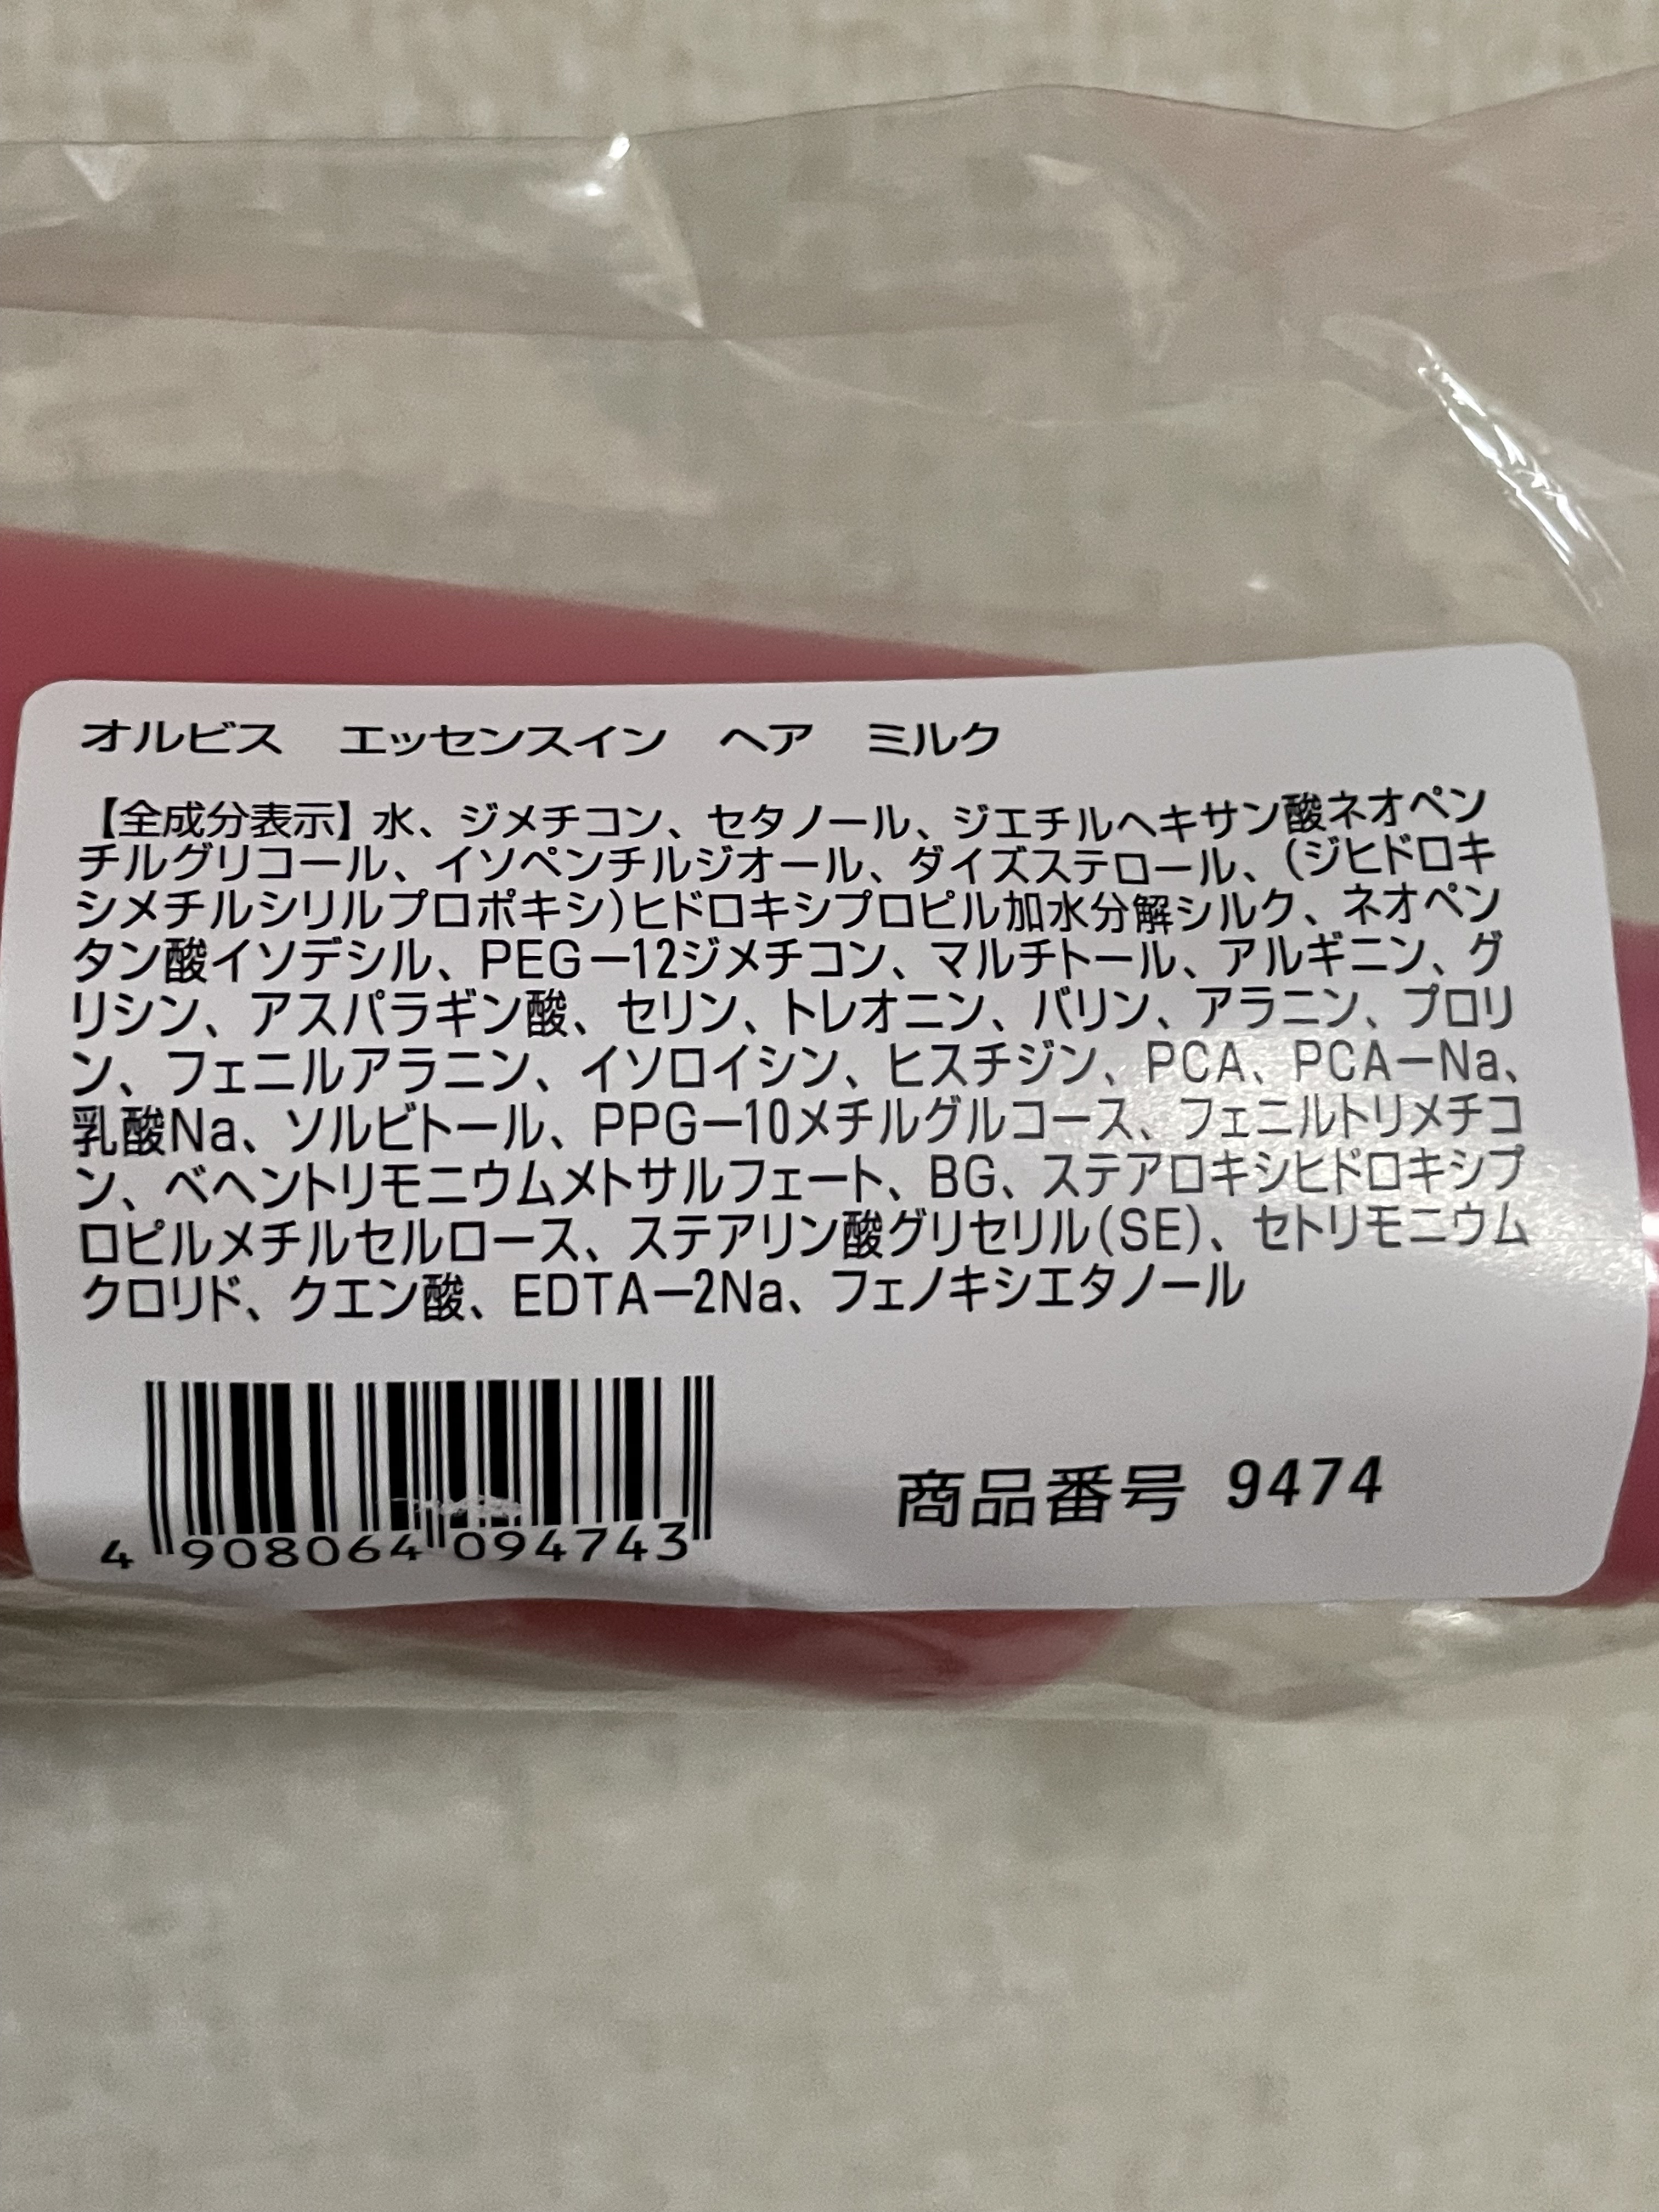 オルビス　エッセンスイン　ヘア　ミルク
【全成分表示】水、ジメチコン、セタノール、ジエチルヘキサン酸ネオペン
チルグリコール、イソペンチルジオール、ダイズステロール、(ジヒドロキ
シメチルシリルプロポキシ)ヒドロキシプロピル加水分解シルク、ネオペン
タン酸イソデシル、PEG－12ジメチコン、マルチトール、アルギニン、グ
リシン、アスパラギン酸、セリン、トレオニン、バリン、アラニン、プロリ
ン、フェニルアラニン、イソロイシン、ヒスチジン、PCA、PCA－Na、
乳酸Na、ソルビトール、PPG－10メチルグルコース、フェニルトリメチコ
ン、ベヘントリモニウムメトサルフェート、BG、ステアロキシヒドロキシプ
ロピルメチルセルロース、ステアリン酸グリセリル(SE)、セトリモニウム
クロリド、クエン酸、EDTA－2Na、フェノキシエタノール
商品番号 9474
4 908064 094743